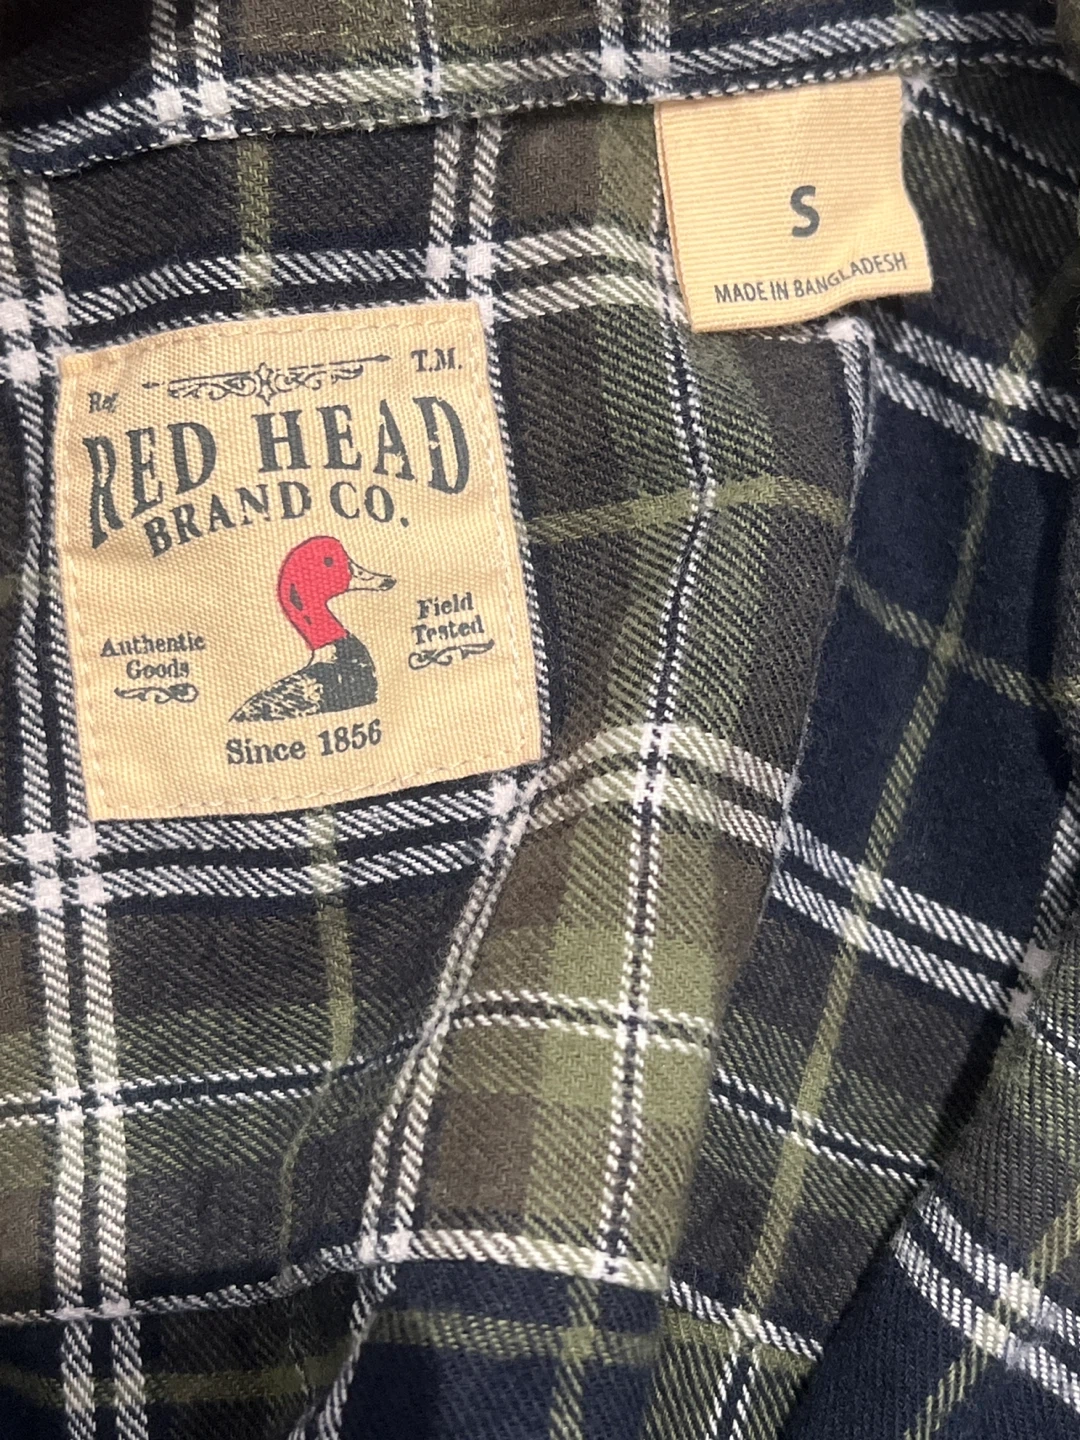 Reg. T.M.
RED HEAD
BRAND CO.
Authentic
Goods
Field
Tested
Since 1856
S
MADE IN BANGLADESH